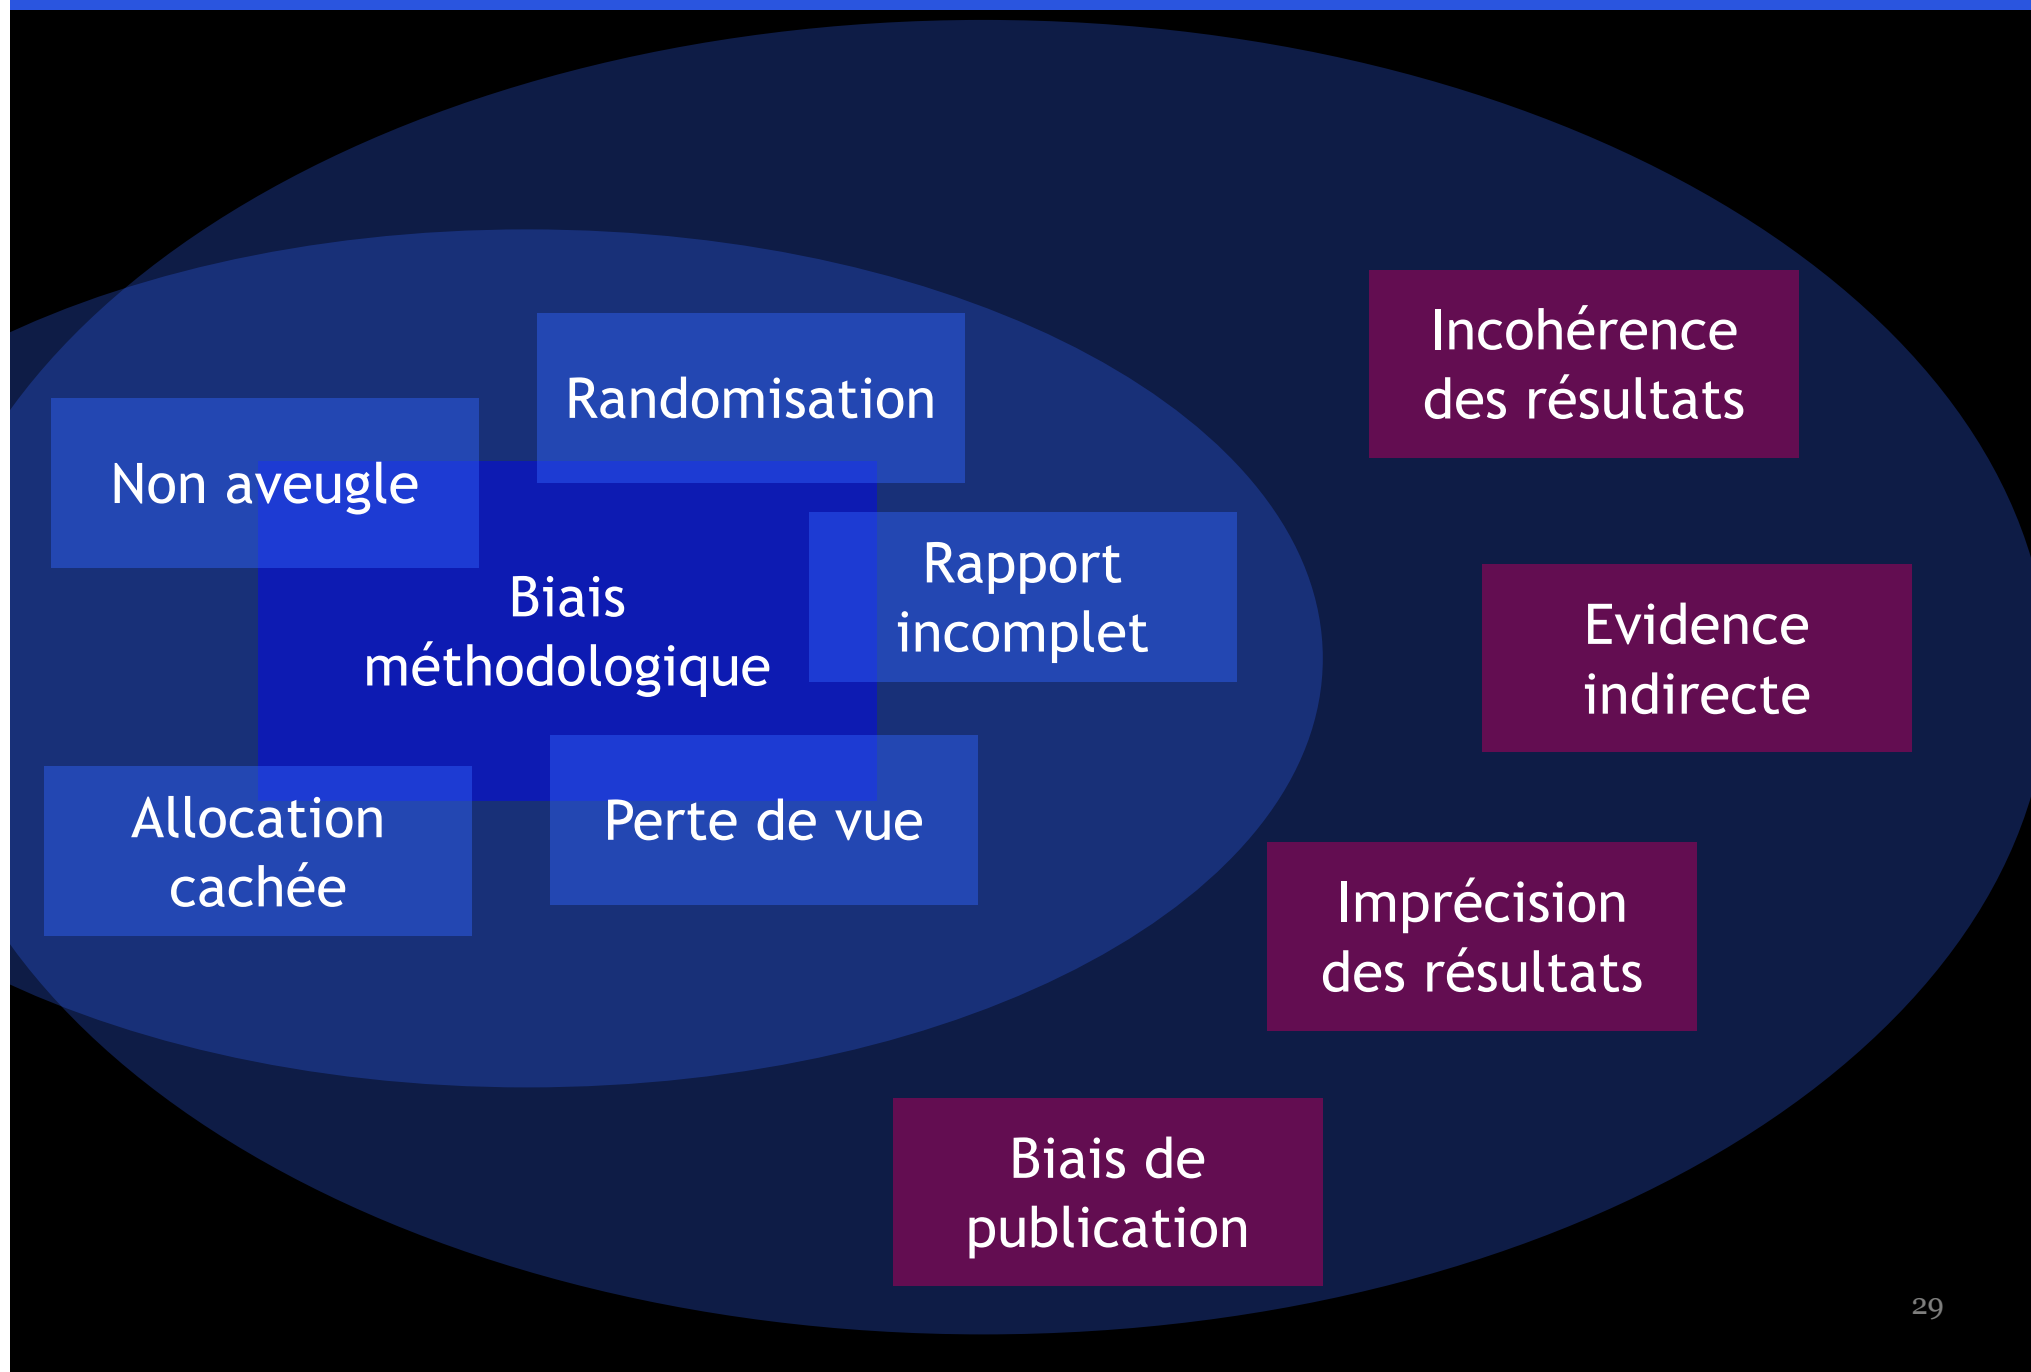 Randomisation
Non aveugle
Biais
méthodologique
Rapport
incomplet
Allocation
cachée
Perte de vue
Incohérence
des résultats
Evidence
indirecte
Imprécision
des résultats
Biais de
publication
29